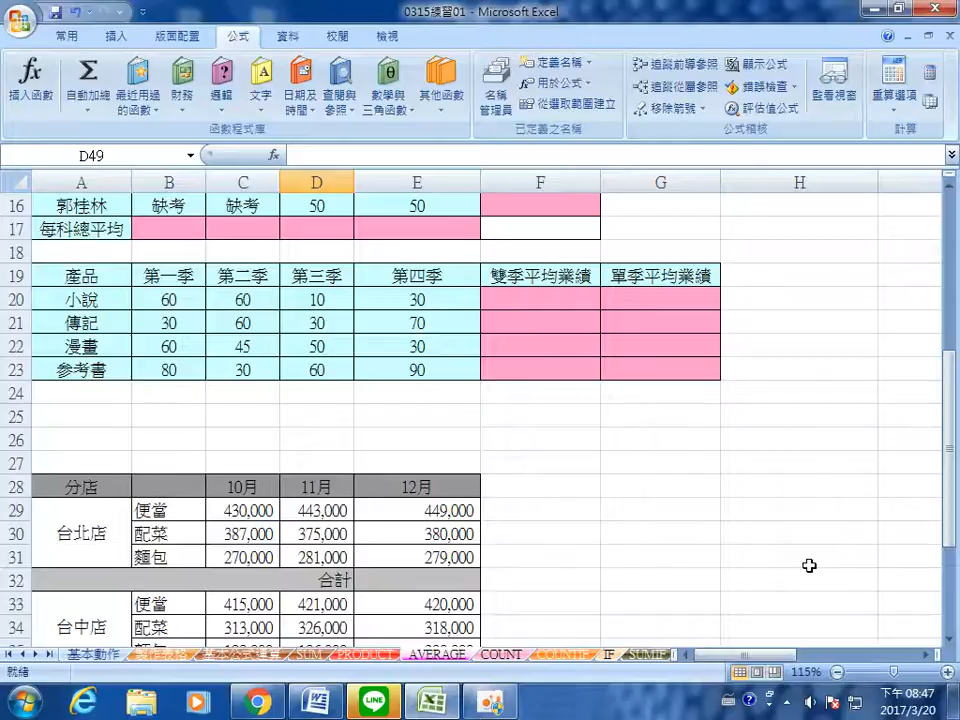 0315練習01 - Microsoft Excel
常用 插入 版面配置 公式 資料 校閱 檢視
fx 插入函數
Σ 自動加總
最近用過的函數
財務
邏輯
文字
日期及時間
查閱與參照
數學與三角函數
其他函數
函數程式庫
名稱管理員
定義名稱
用於公式
從選取範圍建立
已定義之名稱
追蹤前導參照
追蹤從屬參照
移除箭號
顯示公式
錯誤檢查
評估值公式
公式稽核
監看視窗
重算選項
計算
D49 fx
A B C D E F G H
16 郭桂林 缺考 缺考 50 50
17 每科總平均
18
19 產品 第一季 第二季 第三季 第四季 雙季平均業績 單季平均業績
20 小說 60 60 10 30
21 傳記 30 60 30 70
22 漫畫 60 45 50 30
23 參考書 80 30 60 90
24
25
26
27
28 分店 10月 11月 12月
29 便當 430,000 443,000 449,000
30 台北店 配菜 387,000 375,000 380,000
31 麵包 270,000 281,000 279,000
32 合計
33 便當 415,000 421,000 420,000
34 台中店 配菜 313,000 326,000 318,000
基本動作 製作表格 基本公式運算 SUM PRODUCT AVERAGE COUNT COUNTIF IF SUMIF
就緒 115%
下午 08:47
2017/3/20